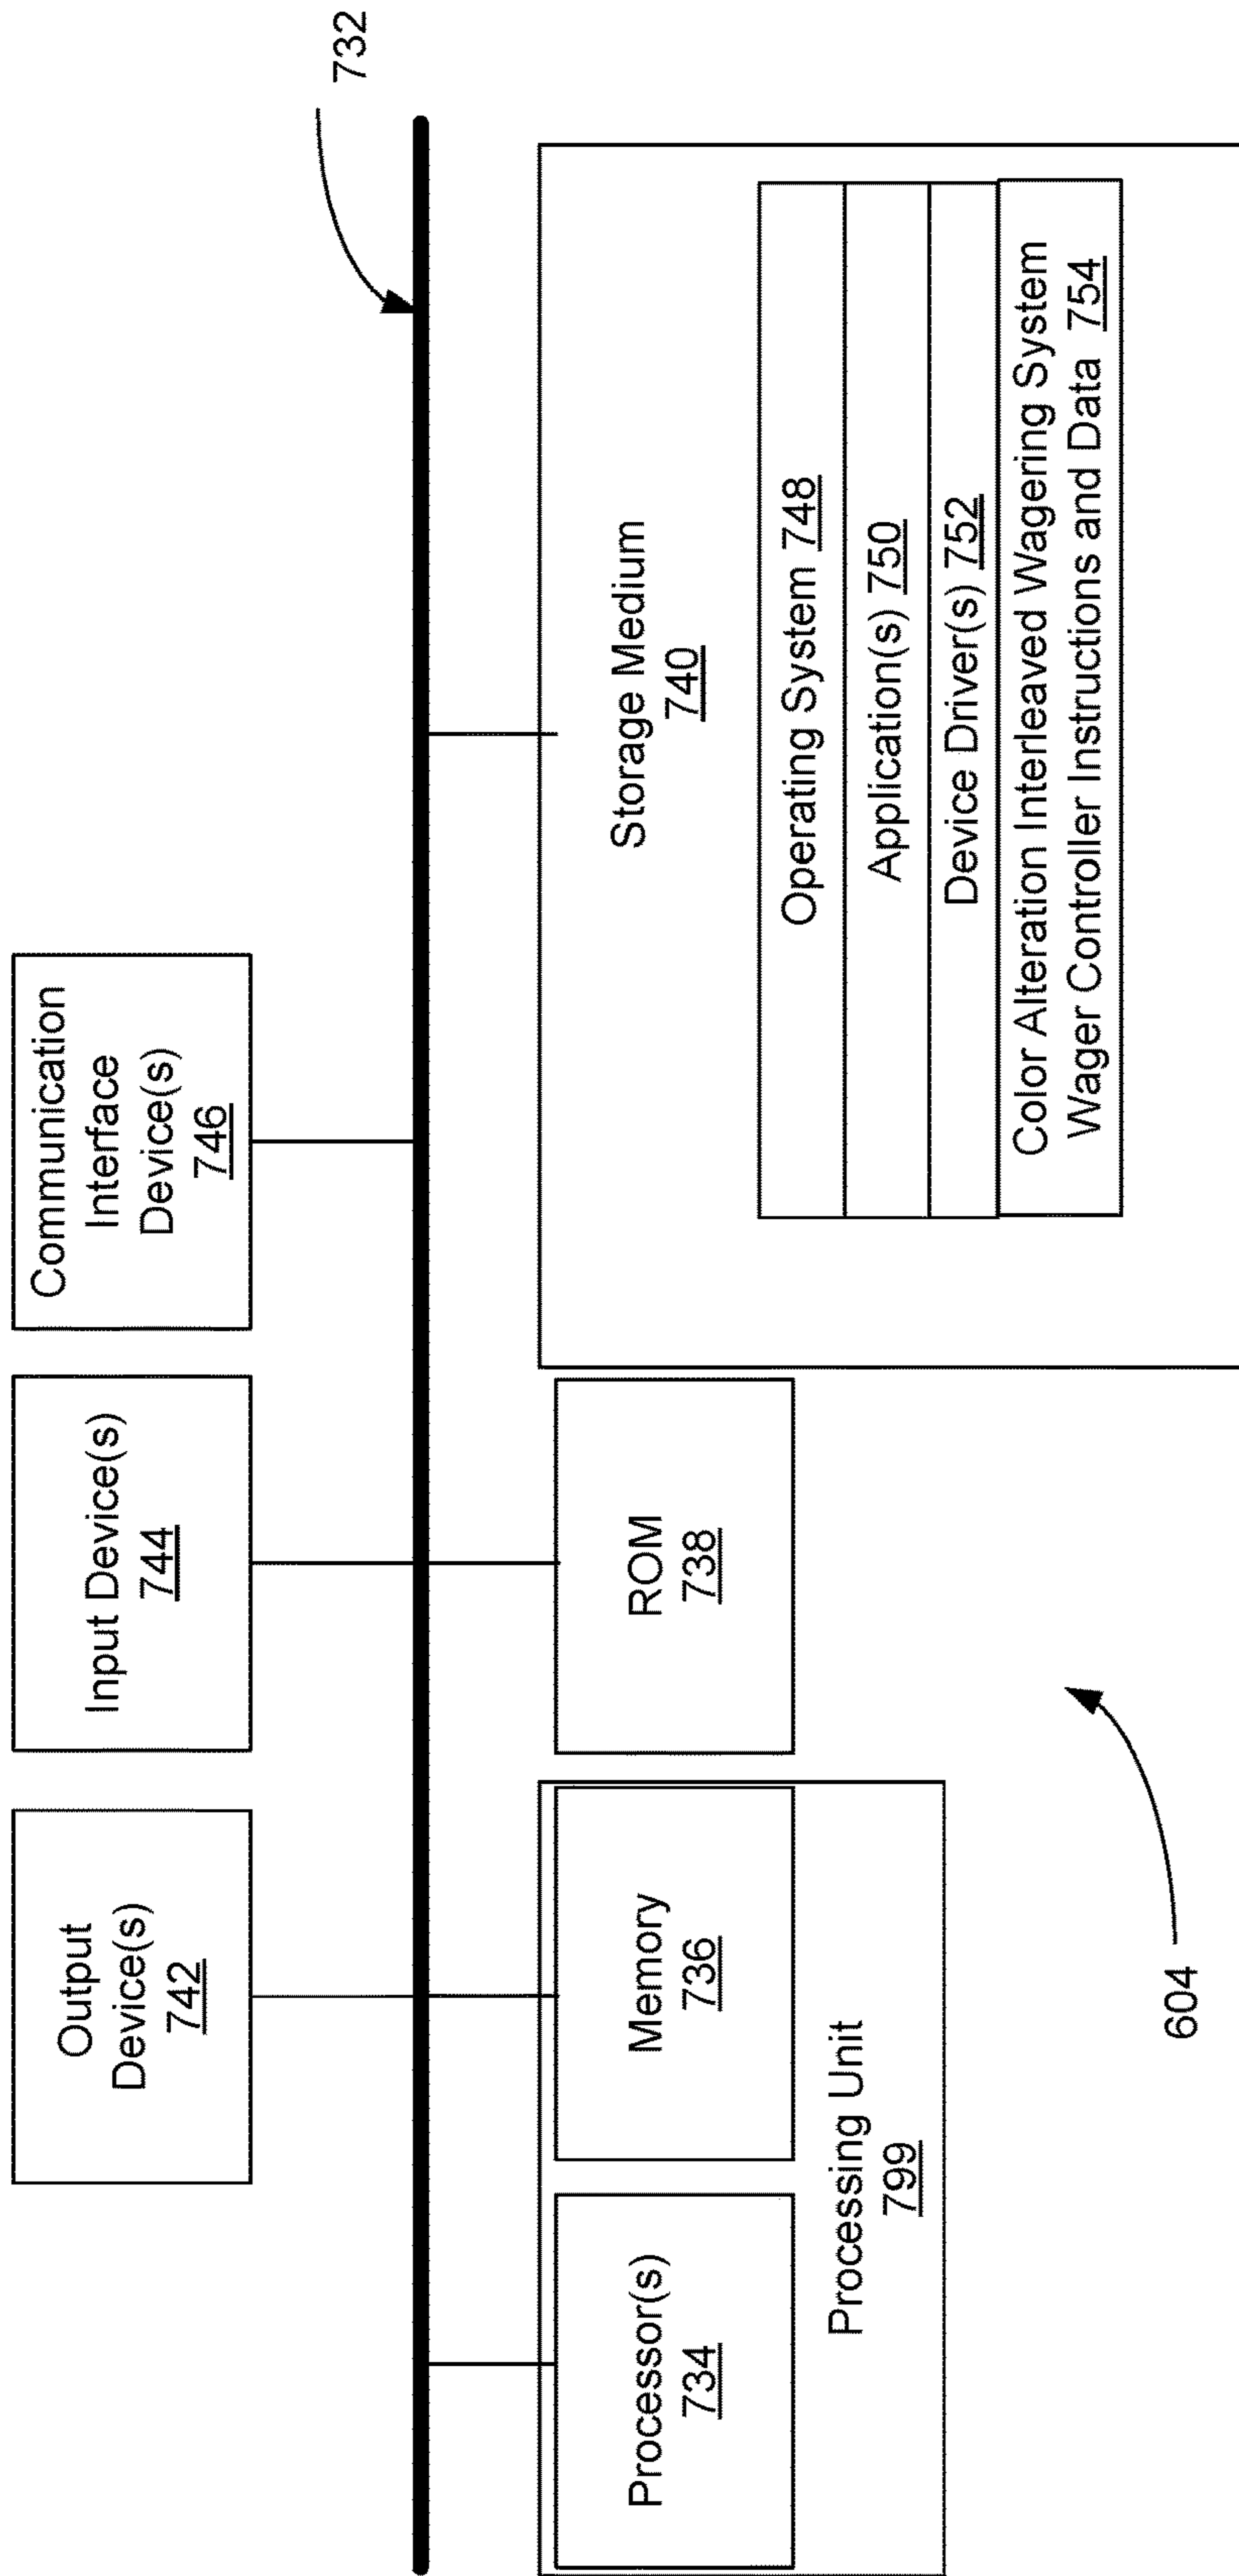 732
Output
Device(s)
742
Input Device(s)
744
Communication
Interface
Device(s)
746
Processor(s)
734
Memory
736
Processing Unit
799
ROM
738
Storage Medium
740
Operating System 748
Application(s) 750
Device Driver(s) 752
Color Alteration Interleaved Wagering System
Wager Controller Instructions and Data 754
604